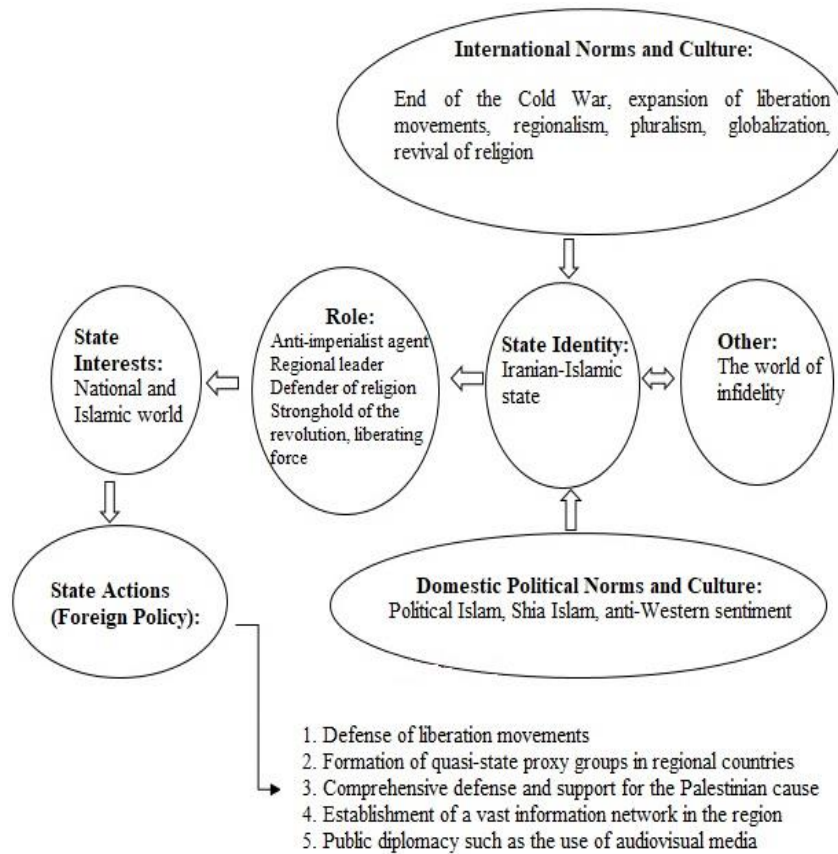 International Norms and Culture:
End of the Cold War, expansion of liberation
movements, regionalism, pluralism, globalization,
revival of religion
State
Interests:
National and
Islamic world
Role:
Anti-imperialist agent
Regional leader
Defender of religion
Stronghold of the
revolution, liberating
force
State Identity:
Iranian-Islamic
state
Other:
The world of
infidelity
State Actions
(Foreign Policy):
Domestic Political Norms and Culture:
Political Islam, Shia Islam, anti-Western sentiment
1. Defense of liberation movements
2. Formation of quasi-state proxy groups in regional countries
3. Comprehensive defense and support for the Palestinian cause
4. Establishment of a vast information network in the region
5. Public diplomacy such as the use of audiovisual media